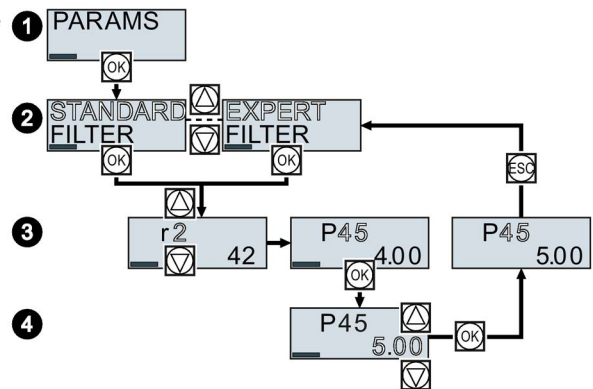 1 PARAMS
OK
2 STANDARD EXPERT
FILTER FILTER
OK OK
ESC
3 r2 P45 P45
42 4.00 5.00
OK
4 P45
5.00 OK